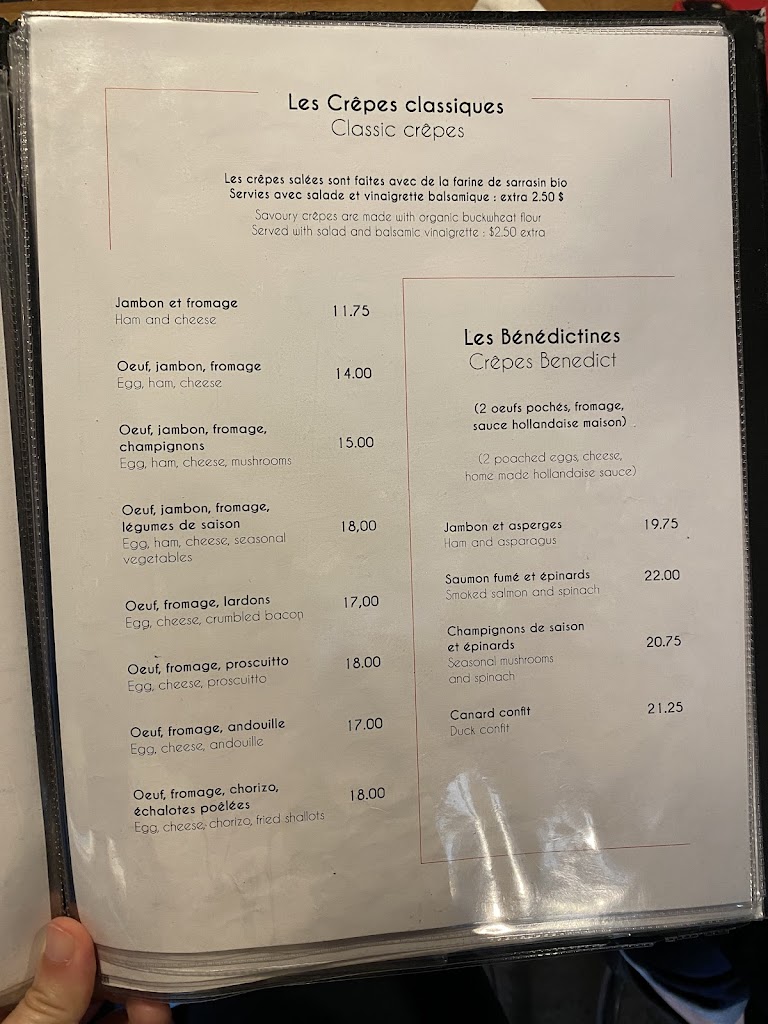 Les Crêpes classiques
Classic crêpes
Les crêpes salées sont faites avec de la farine de sarrasin bio
Servies avec salade et vinaigrette balsamique : extra 2.50 $
Savoury crêpes are made with organic buckwheat flour
Served with salad and balsamic vinaigrette : $2.50 extra
Jambon et fromage 11.75
Ham and cheese
Oeuf, jambon, fromage 14.00
Egg, ham, cheese
Oeuf, jambon, fromage,
champignons 15.00
Egg, ham, cheese, mushrooms
Oeuf, jambon, fromage,
légumes de saison 18,00
Egg, ham, cheese, seasonal
vegetables
Oeuf, fromage, lardons 17,00
Egg, cheese, crumbled bacon
Oeuf, fromage, proscuitto 18.00
Egg, cheese, proscuitto
Oeuf, fromage, andouille 17.00
Egg, cheese, andouille
Oeuf, fromage, chorizo, 18.00
échalotes poêlées
Egg, cheese, chorizo, fried shallots
Les Bénédictines
Crêpes Benedict
(2 oeufs pochés, fromage,
sauce hollandaise maison)
(2 poached eggs, cheese,
home made hollandaise sauce)
Jambon et asperges 19.75
Ham and asparagus
Saumon fumé et épinards 22.00
Smoked salmon and spinach
Champignons de saison
et épinards 20.75
Seasonal mushrooms
and spinach
Canard confit 21.25
Duck confit